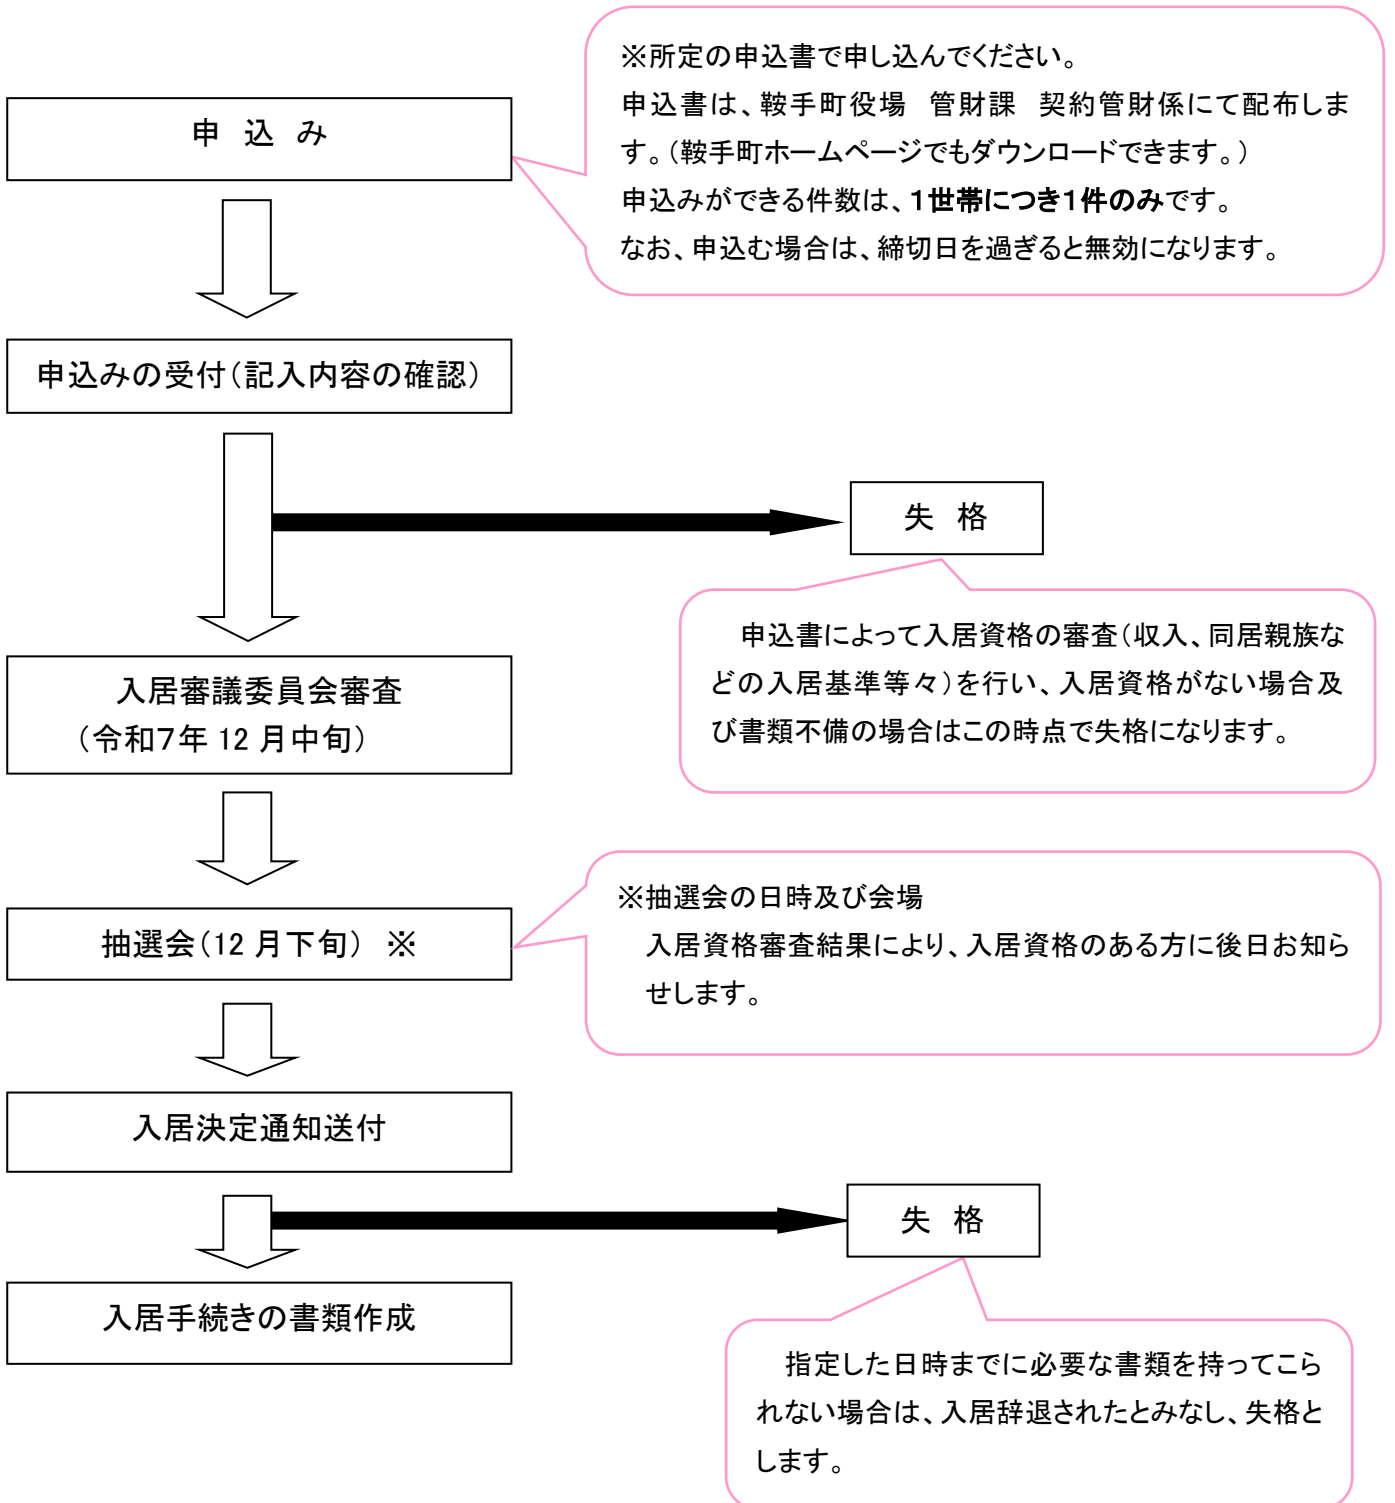 ※所定の申込書で申し込んでください。
申込書は、鞍手町役場　管財課　契約管財係にて配布しま
す。（鞍手町ホームページでもダウンロードできます。）
申込みができる件数は、１世帯につき１件のみです。
なお、申込む場合は、締切日を過ぎると無効になります。
申　込　み
申込みの受付（記入内容の確認）
失　格
申込書によって入居資格の審査（収入、同居親族な
どの入居基準等々）を行い、入居資格がない場合及
び書類不備の場合はこの時点で失格になります。
入居審議委員会審査
（令和７年 12 月中旬）
※抽選会の日時及び会場
入居資格審査結果により、入居資格のある方に後日お知ら
せします。
抽選会（12 月下旬）　※
入居決定通知送付
失　格
入居手続きの書類作成
指定した日時までに必要な書類を持ってこら
れない場合は、入居辞退されたとみなし、失格と
します。